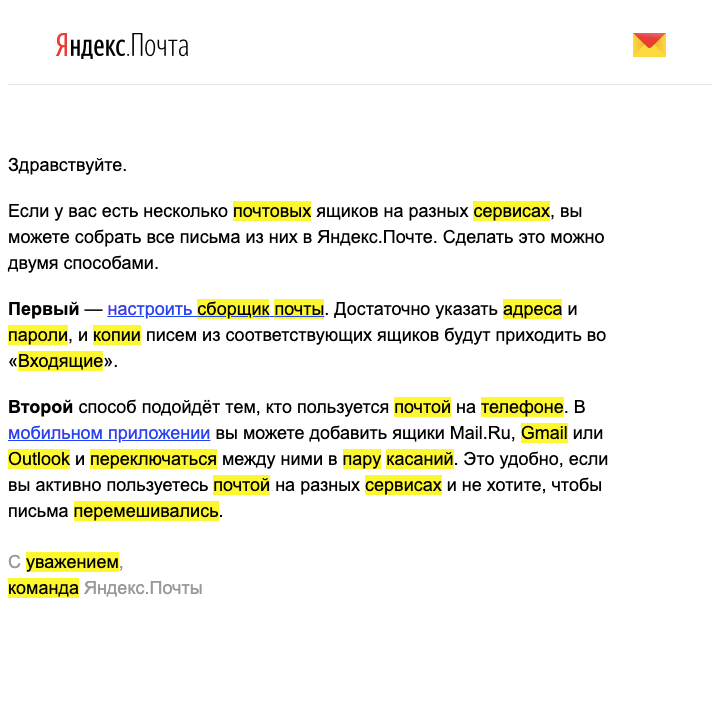 Яндекс.Почта
Здравствуйте.
Если у вас есть несколько почтовых ящиков на разных сервисах, вы
можете собрать все письма из них в Яндекс.Почте. Сделать это можно
двумя способами.
Первый — настроить сборщик почты. Достаточно указать адреса и
пароли, и копии писем из соответствующих ящиков будут приходить во
«Входящие».
Второй способ подойдёт тем, кто пользуется почтой на телефоне. В
мобильном приложении вы можете добавить ящики Mail.Ru, Gmail или
Outlook и переключаться между ними в пару касаний. Это удобно, если
вы активно пользуетесь почтой на разных сервисах и не хотите, чтобы
письма перемешивались.
С уважением,
команда Яндекс.Почты